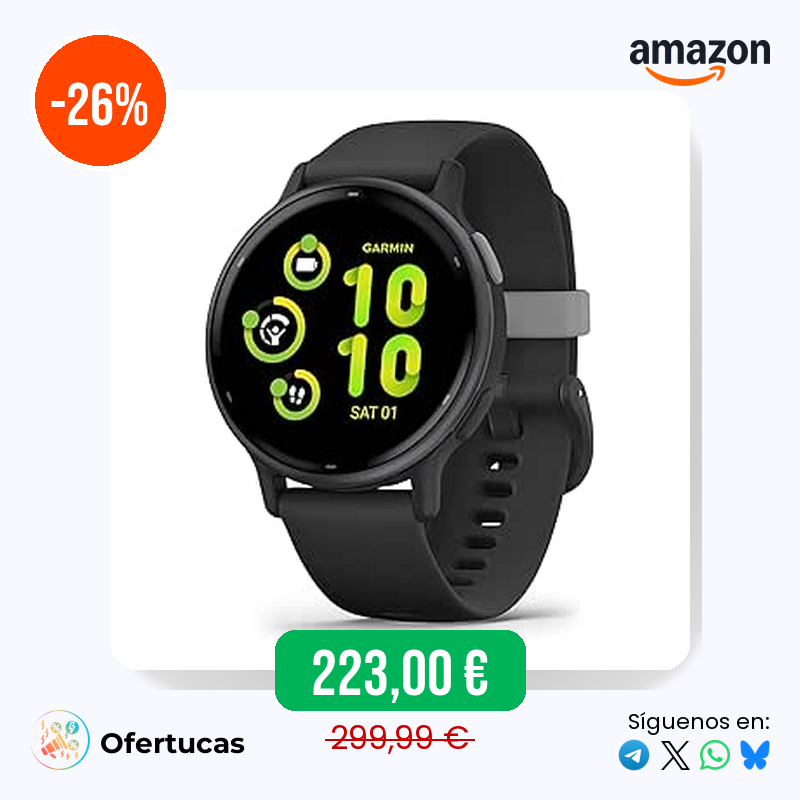 -26%
amazon
GARMIN
10
10
SAT 01
223,00 €
299,99 €
Ofertucas
Síguenos en: